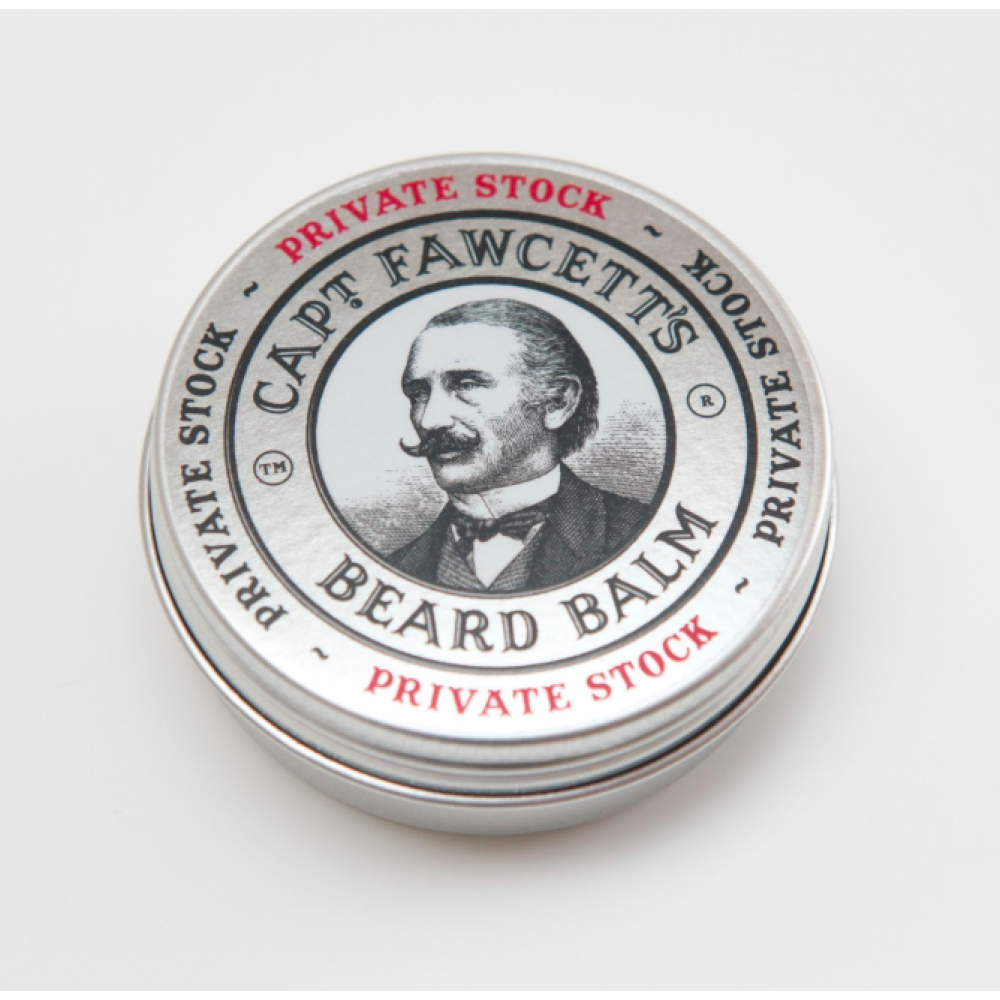 PRIVATE STOCK ~ PRIVATE STOCK ~ PRIVATE STOCK ~ PRIVATE STOCK ~
CAPT. FAWCETT'S
TM
R
BEARD BALM